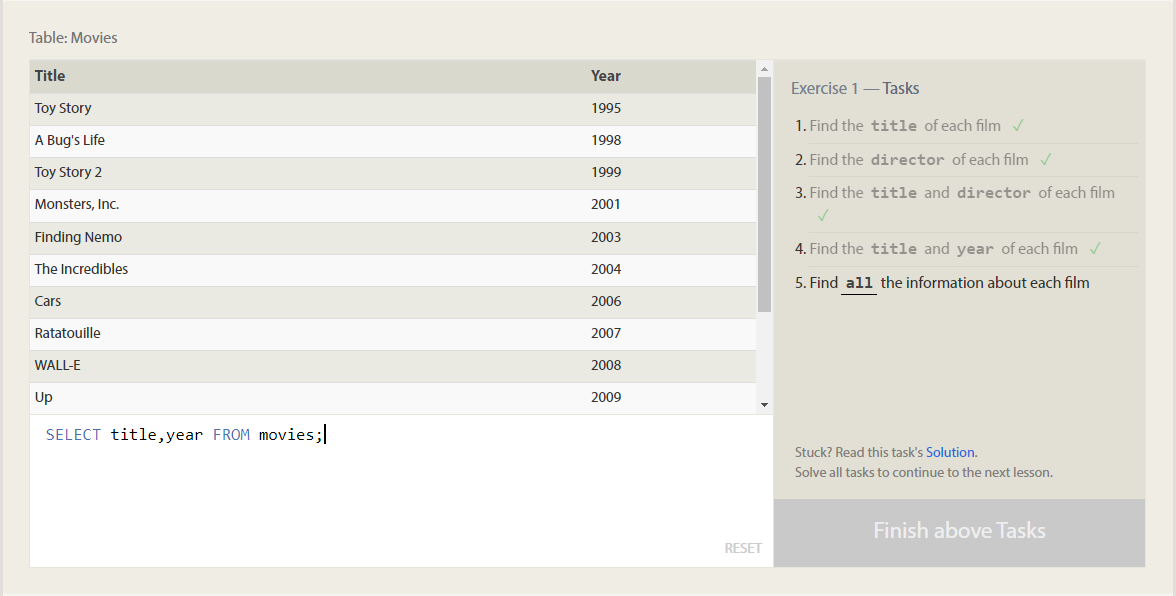 Table: Movies
Title Year
Toy Story 1995
A Bug's Life 1998
Toy Story 2 1999
Monsters, Inc. 2001
Finding Nemo 2003
The Incredibles 2004
Cars 2006
Ratatouille 2007
WALL-E 2008
Up 2009
SELECT title,year FROM movies;
RESET
Exercise 1 — Tasks
1. Find the title of each film ✓
2. Find the director of each film ✓
3. Find the title and director of each film
✓
4. Find the title and year of each film ✓
5. Find all the information about each film
Stuck? Read this task's Solution.
Solve all tasks to continue to the next lesson.
Finish above Tasks